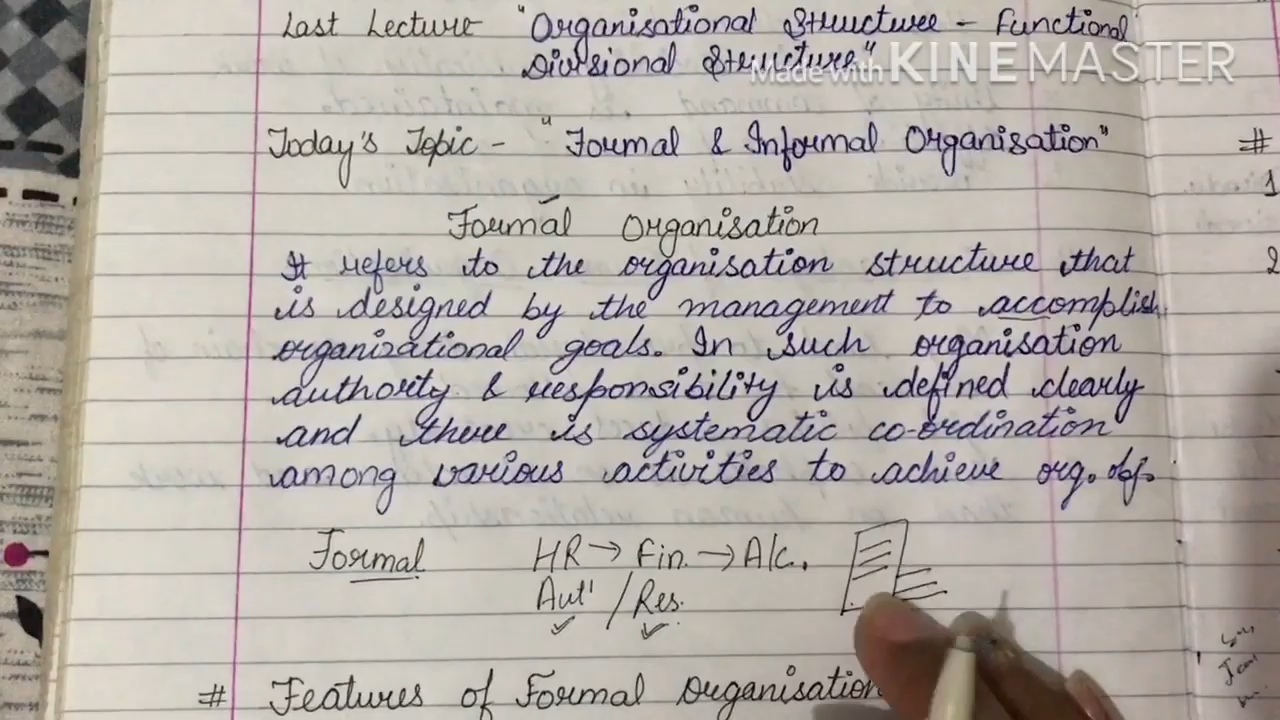 Last Lecture "Organisational Structure - Functional
Divisional Structure"
Made with KINEMASTER
Today's Topic - "Formal & Informal Organisation"
#
1
Formal Organisation
It refers to the organisation structure that
2
is designed by the management to accomplish
organizational goals. In such organisation
authority & responsibility is defined clearly
and there is systematic co-ordination
among various activities to achieve org. obj.
Formal HR → Fin. → A/c.
Aut' / Res.
# Features of Formal Organisation